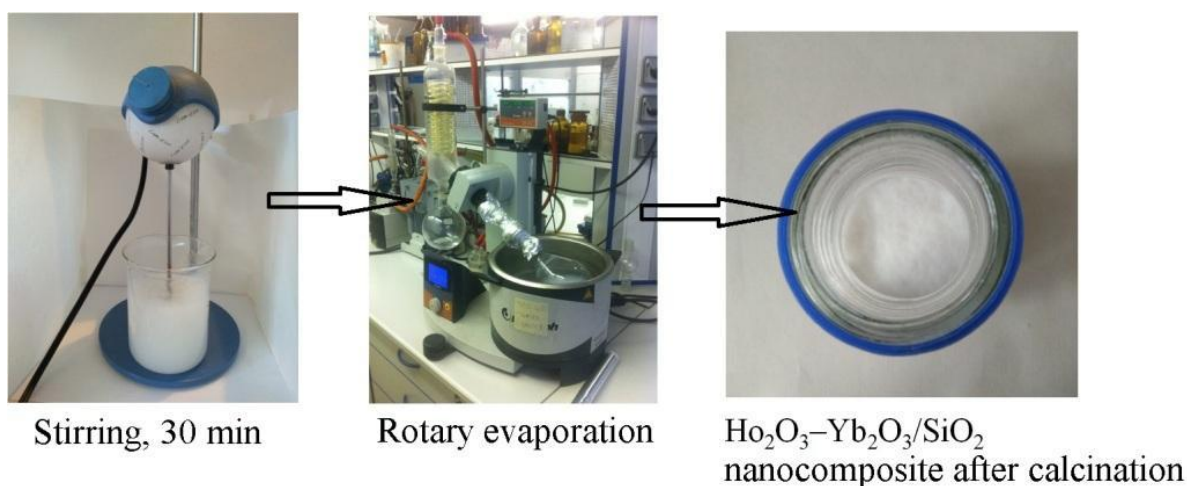 Stirring, 30 min
Rotary evaporation
Ho₂O₃–Yb₂O₃/SiO₂
nanocomposite after calcination